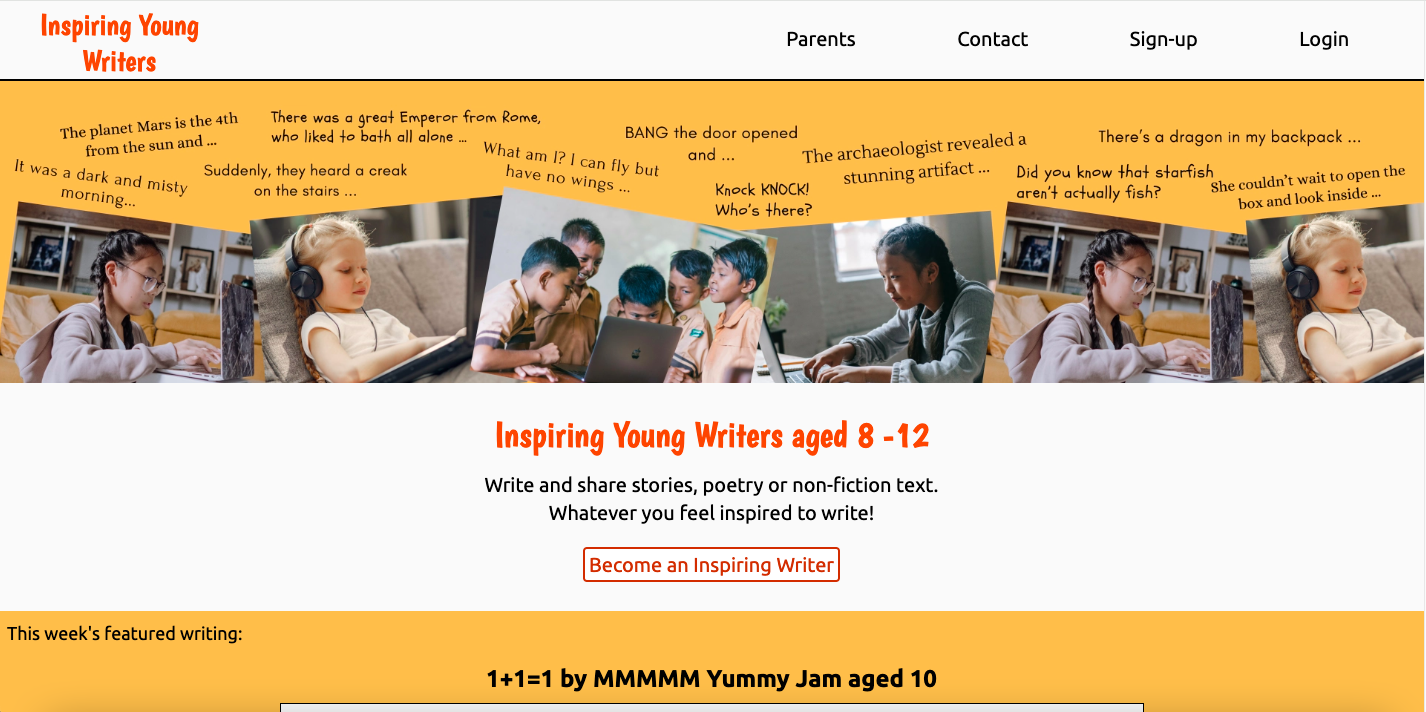 Inspiring Young
Writers
Parents
Contact
Sign-up
Login
The planet Mars is the 4th
from the sun and ...
There was a great Emperor from Rome,
who liked to bath all alone ...
BANG the door opened
and ...
There's a dragon in my backpack ...
It was a dark and misty
morning...
Suddenly, they heard a creak
on the stairs ...
What am I? I can fly but
have no wings ...
Knock KNOCK!
Who's there?
The archaeologist revealed a
stunning artifact ...
Did you know that starfish
aren't actually fish?
She couldn't wait to open the
box and look inside ...
Inspiring Young Writers aged 8 -12
Write and share stories, poetry or non-fiction text.
Whatever you feel inspired to write!
Become an Inspiring Writer
This week's featured writing:
1+1=1 by MMMMM Yummy Jam aged 10